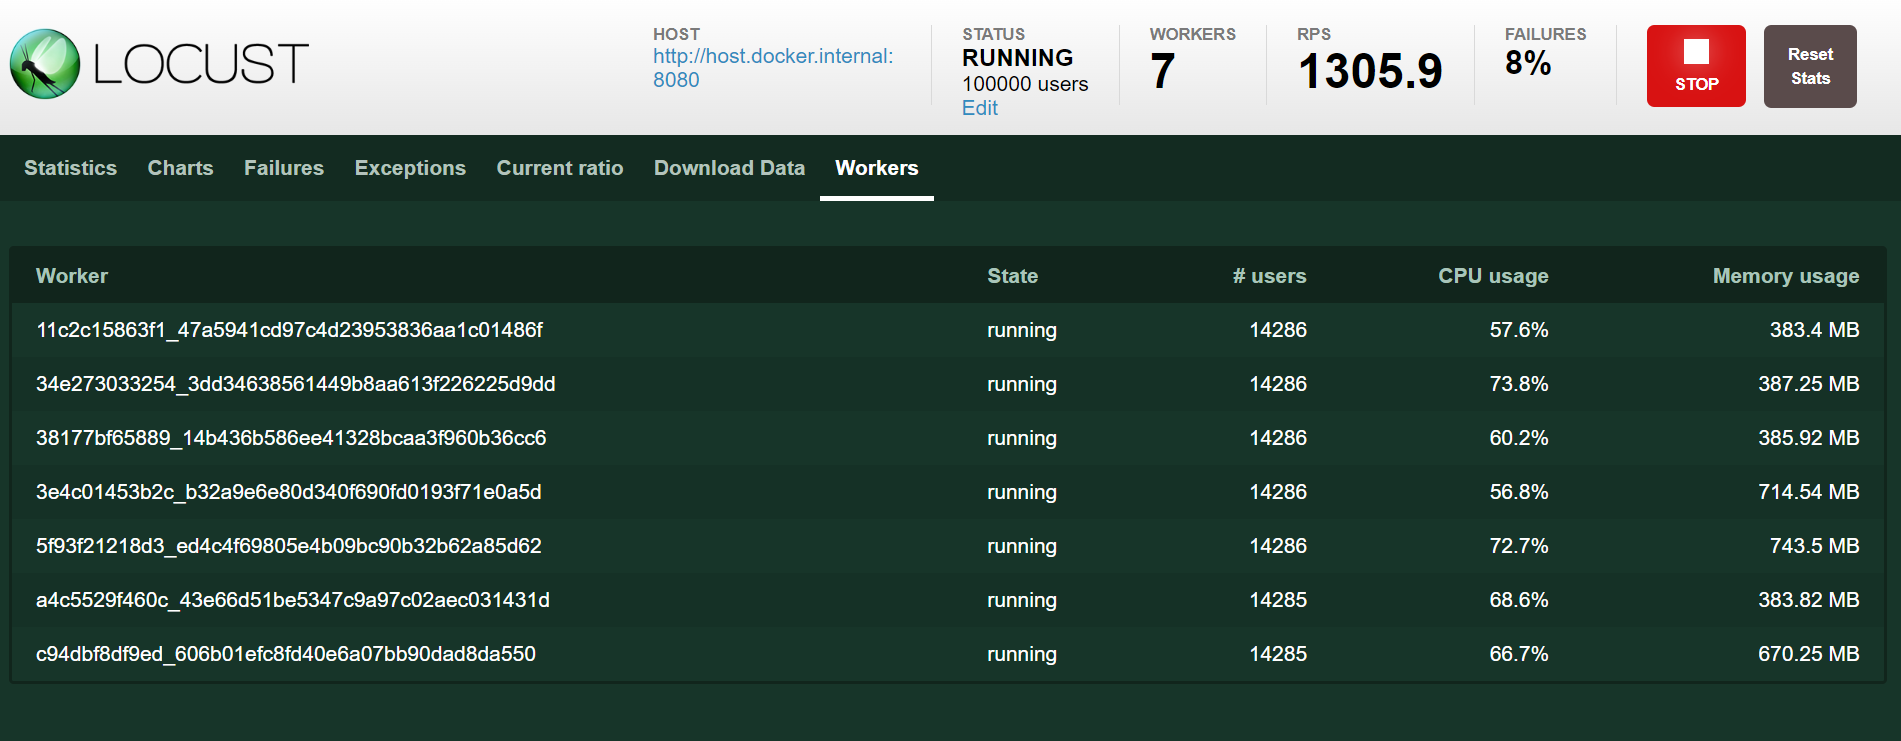 LOCUST
HOST
http://host.docker.internal:
8080
STATUS
RUNNING
100000 users
Edit
WORKERS
7
RPS
1305.9
FAILURES
8%
STOP
Reset
Stats
Statistics Charts Failures Exceptions Current ratio Download Data Workers
Worker State # users CPU usage Memory usage
11c2c15863f1_47a5941cd97c4d23953836aa1c01486f running 14286 57.6% 383.4 MB
34e273033254_3dd34638561449b8aa613f226225d9dd running 14286 73.8% 387.25 MB
38177bf65889_14b436b586ee41328bcaa3f960b36cc6 running 14286 60.2% 385.92 MB
3e4c01453b2c_b32a9e6e80d340f690fd0193f71e0a5d running 14286 56.8% 714.54 MB
5f93f21218d3_ed4c4f69805e4b09bc90b32b62a85d62 running 14286 72.7% 743.5 MB
a4c5529f460c_43e66d51be5347c9a97c02aec031431d running 14285 68.6% 383.82 MB
c94dbf8df9ed_606b01efc8fd40e6a07bb90dad8da550 running 14285 66.7% 670.25 MB